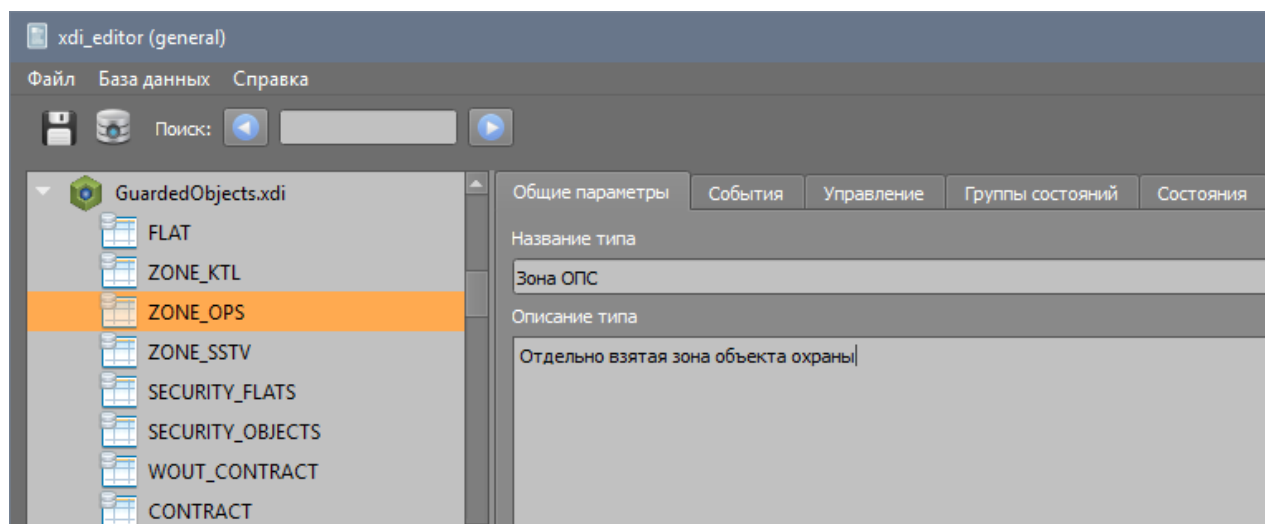 xdi_editor (general)
Файл База данных Справка
Поиск:
GuardedObjects.xdi
FLAT
ZONE_KTL
ZONE_OPS
ZONE_SSTV
SECURITY_FLATS
SECURITY_OBJECTS
WOUT_CONTRACT
CONTRACT
Общие параметры События Управление Группы состояний Состояния
Название типа
Зона ОПС
Описание типа
Отдельно взятая зона объекта охраны